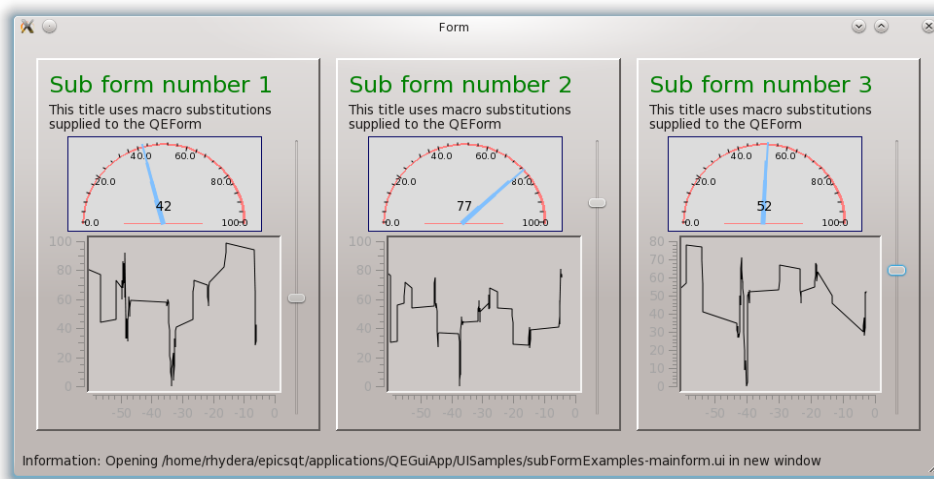 Form
Sub form number 1
This title uses macro substitutions
supplied to the QEForm
0.0 20.0 40.0 60.0 80.0 100.0
42
100
80
60
40
20
0
-50 -40 -30 -20 -10 0
Sub form number 2
This title uses macro substitutions
supplied to the QEForm
0.0 20.0 40.0 60.0 80.0 100.0
77
100
80
60
40
20
0
-50 -40 -30 -20 -10 0
Sub form number 3
This title uses macro substitutions
supplied to the QEForm
0.0 20.0 40.0 60.0 80.0 100.0
52
80
70
60
50
40
30
20
10
0
-50 -40 -30 -20 -10 0
Information: Opening /home/rhydera/epicsqt/applications/QEGuiApp/UISamples/subFormExamples-mainform.ui in new window